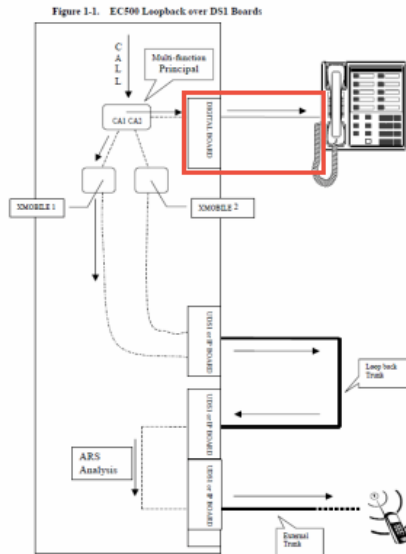 Figure 1-1. EC500 Loopback over DS1 Boards
C
A
L
L
Multi-function
Principal
CA1 CA2
DIGITAL BOARD
XMOBILE 1
XMOBILE 2
UDS1 or IP BOARD
Loop back
Trunk
UDS1 or IP BOARD
ARS
Analysis
UDS1 or IP BOARD
External
Trunk